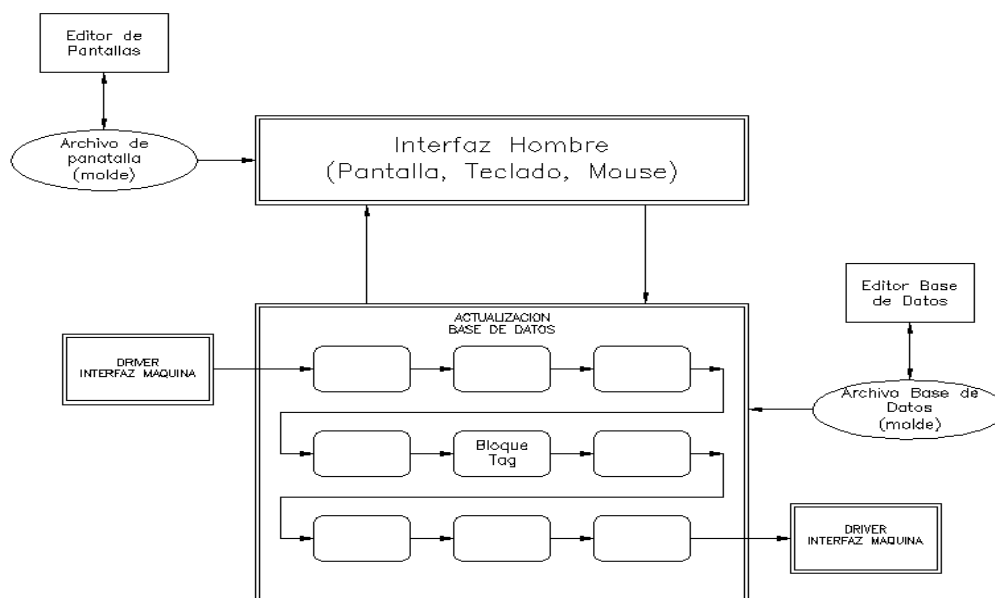 Editor de
Pantallas
Archivo de
panatalla
(molde)
Interfaz Hombre
(Pantalla, Teclado, Mouse)
Editor Base
de Datos
ACTUALIZACION
BASE DE DATOS
DRIVER
INTERFAZ MAQUINA
Archivo Base de
Datos
(molde)
Bloque
Tag
DRIVER
INTERFAZ MAQUINA